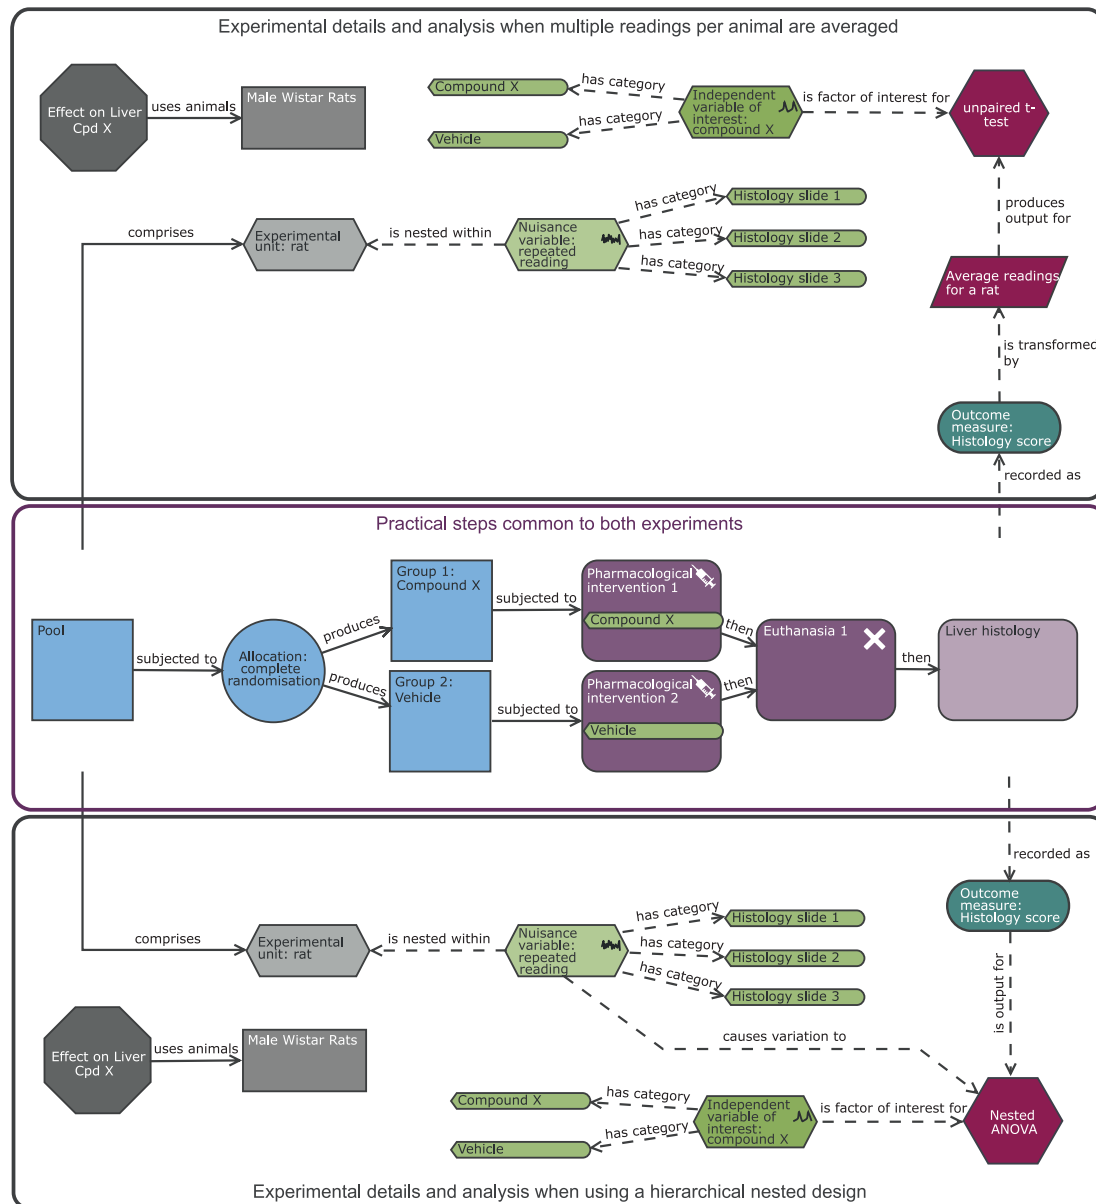 Experimental details and analysis when multiple readings per animal are averaged
Effect on Liver
Cpd X
uses animals
Male Wistar Rats
Compound X
has category
Vehicle
has category
Independent
variable of
interest:
compound X
is factor of interest for
unpaired t-
test
comprises
Experimental
unit: rat
is nested within
Nuisance
variable:
repeated
reading
has category
Histology slide 1
has category
Histology slide 2
has category
Histology slide 3
produces
output for
Average readings
for a rat
is transformed
by
Outcome
measure:
Histology score
recorded as
Practical steps common to both experiments
Pool
subjected to
Allocation:
complete
randomisation
produces
produces
Group 1:
Compound X
Group 2:
Vehicle
subjected to
subjected to
Pharmacological
intervention 1
Compound X
Pharmacological
intervention 2
Vehicle
then
then
Euthanasia 1
then
Liver histology
recorded as
Outcome
measure:
Histology score
is output for
comprises
Experimental
unit: rat
is nested within
Nuisance
variable:
repeated
reading
has category
Histology slide 1
has category
Histology slide 2
has category
Histology slide 3
causes variation to
Effect on Liver
Cpd X
uses animals
Male Wistar Rats
Compound X
has category
Vehicle
has category
Independent
variable of
interest:
compound X
is factor of interest for
Nested
ANOVA
Experimental details and analysis when using a hierarchical nested design